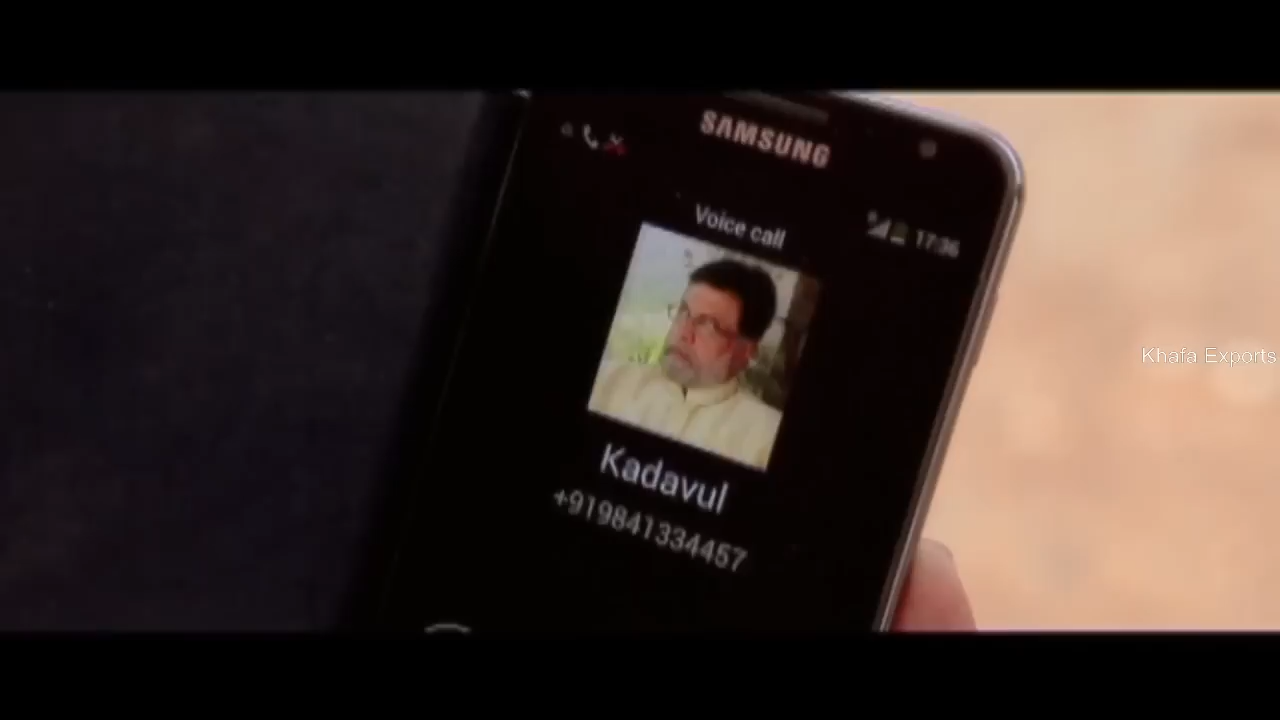 SAMSUNG
Voice call
17:36
Kadavul
+919841334457
Khafa Exports